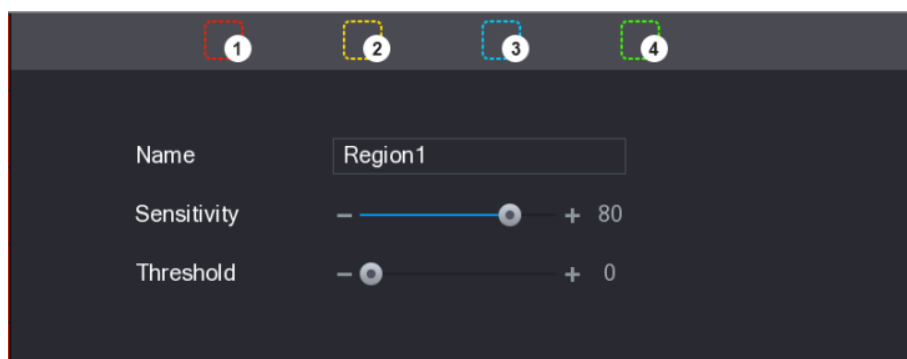 1 2 3 4
Name Region1
Sensitivity − + 80
Threshold − + 0